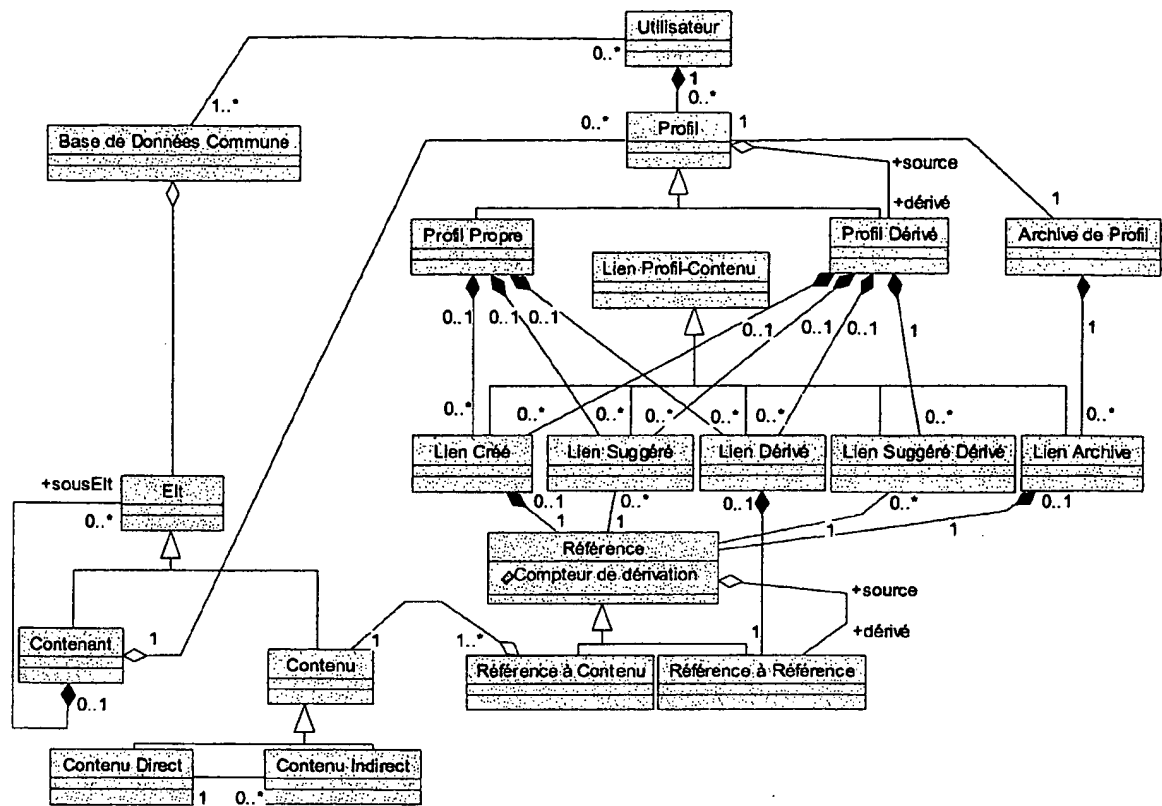 Utilisateur
0..*
1
0..*
1..*
Base de Données Commune
0..*
Profil
1
+source
+dérivé
1
Profil Propre
Profil Dérivé
Archive de Profil
Lien Profil-Contenu
0..1
0..1
0..1
0..1
0..1
0..1
1
1
0..*
0..*
0..*
0..*
0..*
0..*
0..*
Lien Créé
Lien Suggéré
Lien Dérivé
Lien Suggéré Dérivé
Lien Archive
+sousElt
0..*
Elt
0..1
0..*
0..1
0..*
0..1
1
1
1
1
Référence
Compteur de dérivation
+source
+dérivé
Contenant
1
0..1
Contenu
1
1..*
1
Référence à Contenu
Référence à Référence
Contenu Direct
Contenu Indirect
1
0..*